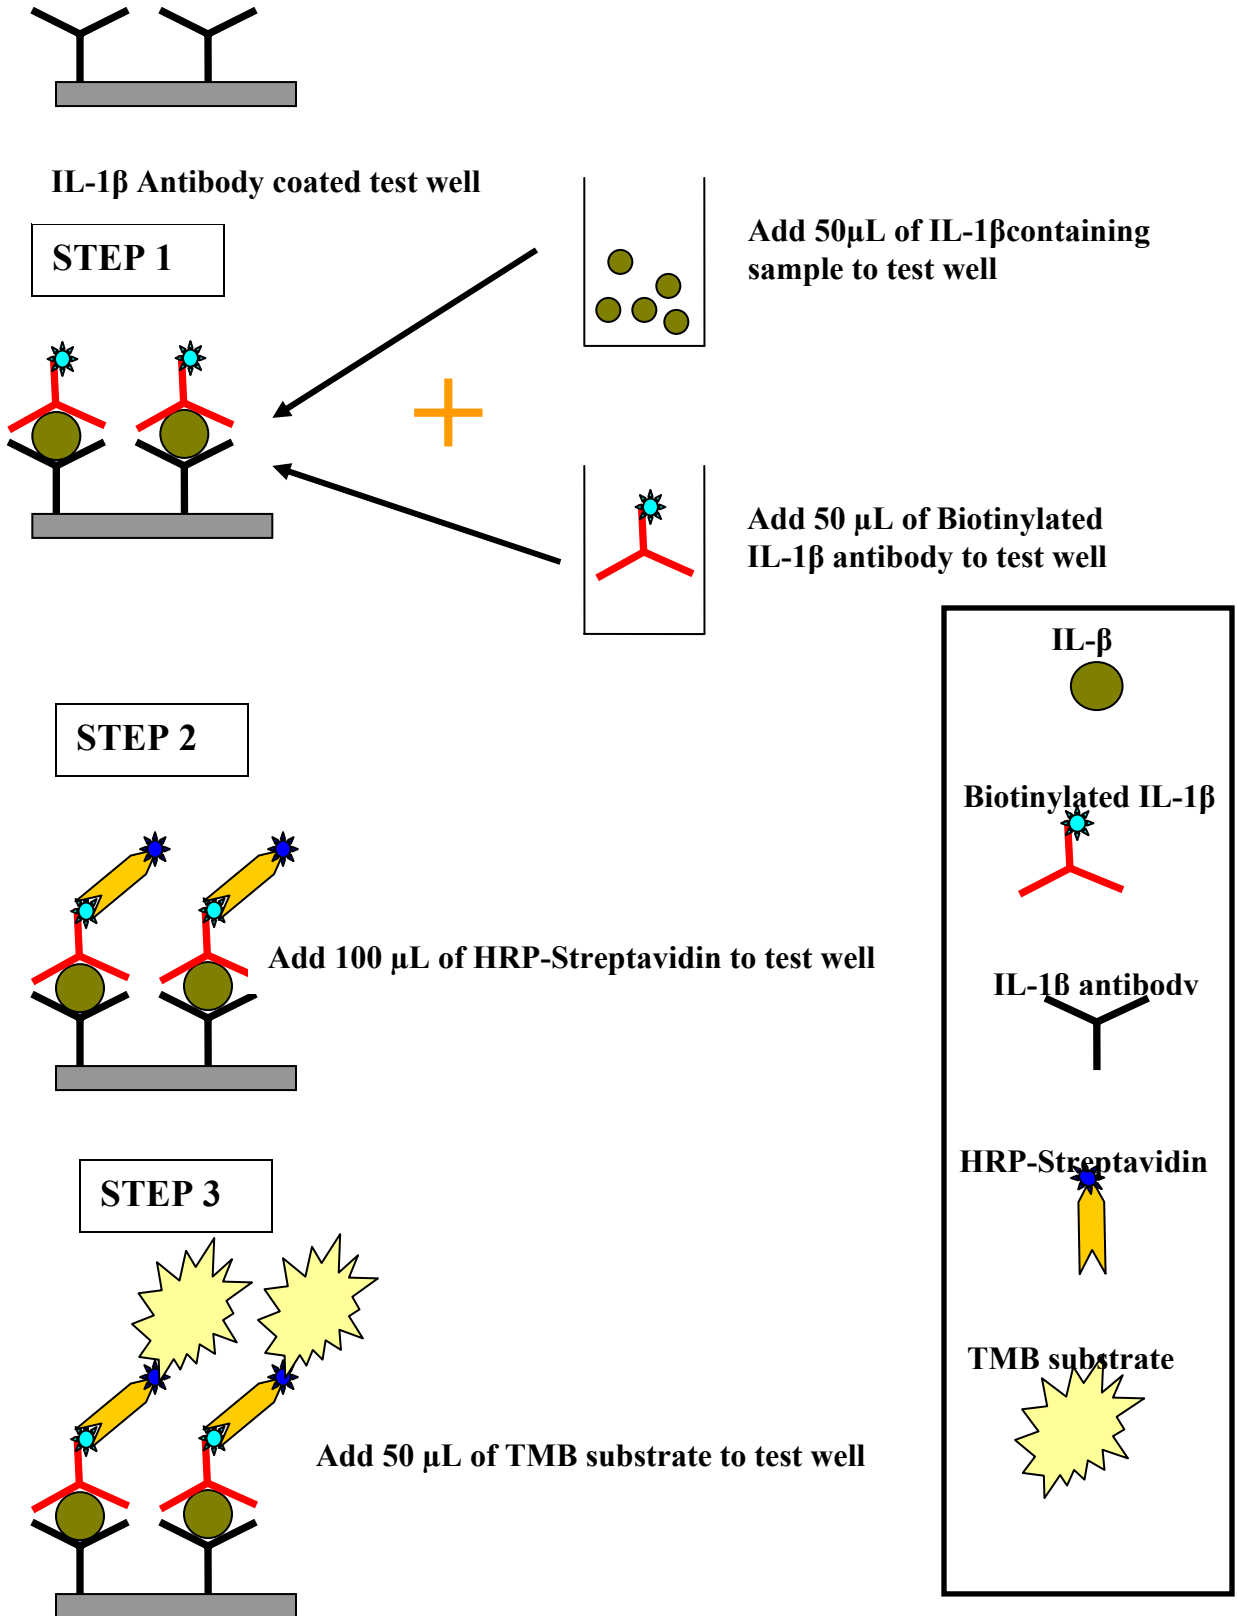 IL-1β Antibody coated test well
STEP 1
Add 50µL of IL-1βcontaining
sample to test well
Add 50 µL of Biotinylated
IL-1β antibody to test well
IL-β
STEP 2
Biotinylated IL-1β
Add 100 µL of HRP-Streptavidin to test well
IL-1β antibody
HRP-Streptavidin
STEP 3
TMB substrate
Add 50 µL of TMB substrate to test well